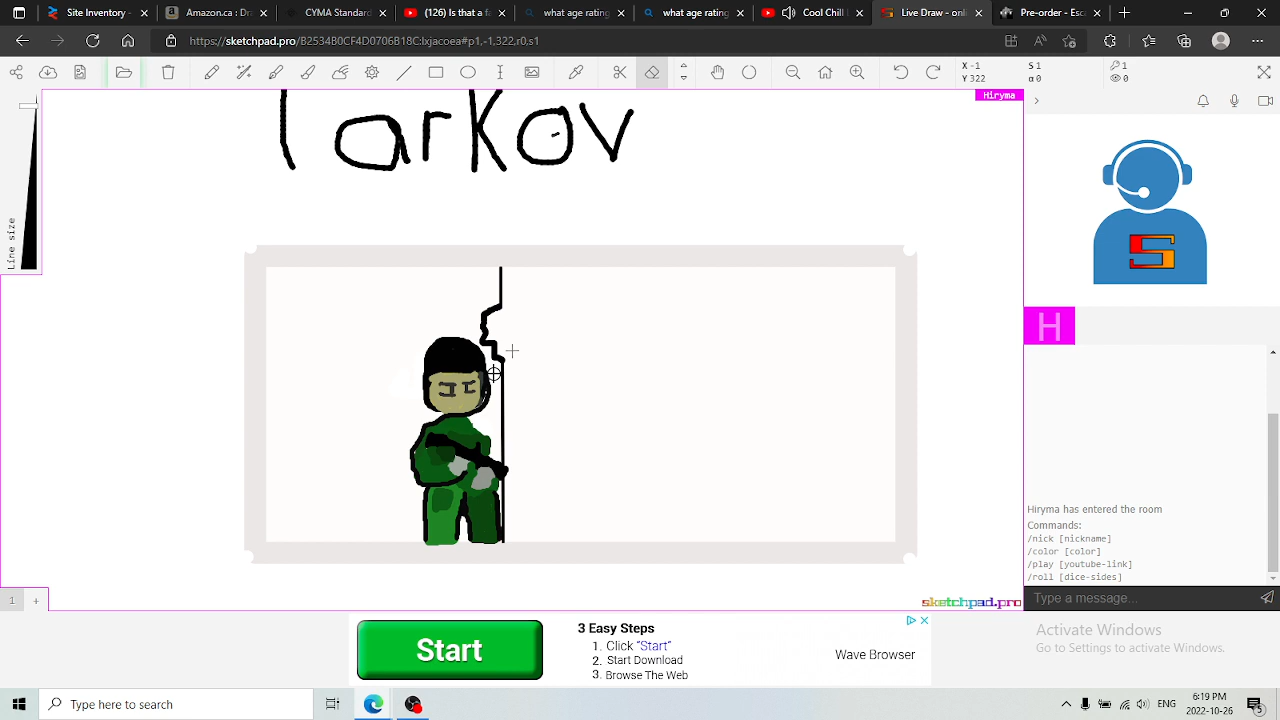 Site Inventory -
Amazon.ca : D
CYMA Standard
(126) Is that a f
what age rating
what age rating
Cool Chil
Live Draw - onl
Pre-order - Esc
https://sketchpad.pro/B2534B0CF4D0706B18C:lxjacoea#p1,-1,322,r0,s1
X -1
Y 322
S 1
α 0
1
0
Line size
Hiryma
Tarkov
H
Hiryma has entered the room
Commands:
/nick [nickname]
/color [color]
/play [youtube-link]
/roll [dice-sides]
Type a message...
1
+
sketchpad.pro
Start
3 Easy Steps
1. Click "Start"
2. Start Download
3. Browse The Web
Wave Browser
Activate Windows
Go to Settings to activate Windows.
Type here to search
ENG
6:19 PM
2022-10-26
5